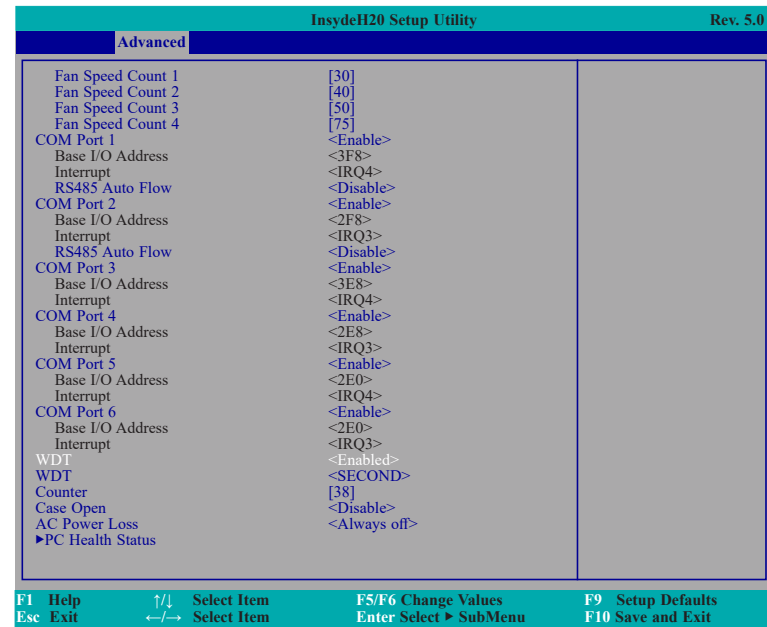 InsydeH20 Setup Utility Rev. 5.0
Advanced
Fan Speed Count 1 [30]
Fan Speed Count 2 [40]
Fan Speed Count 3 [50]
Fan Speed Count 4 [75]
COM Port 1 <Enable>
Base I/O Address <3F8>
Interrupt <IRQ4>
RS485 Auto Flow <Disable>
COM Port 2 <Enable>
Base I/O Address <2F8>
Interrupt <IRQ3>
RS485 Auto Flow <Disable>
COM Port 3 <Enable>
Base I/O Address <3E8>
Interrupt <IRQ4>
COM Port 4 <Enable>
Base I/O Address <2E8>
Interrupt <IRQ3>
COM Port 5 <Enable>
Base I/O Address <2E0>
Interrupt <IRQ4>
COM Port 6 <Enable>
Base I/O Address <2E0>
Interrupt <IRQ3>
WDT <Enabled>
WDT <SECOND>
Counter [38]
Case Open <Disable>
AC Power Loss <Always off>
▶PC Health Status
F1 Help ↑/↓ Select Item F5/F6 Change Values F9 Setup Defaults
Esc Exit ←/→ Select Item Enter Select ▶ SubMenu F10 Save and Exit